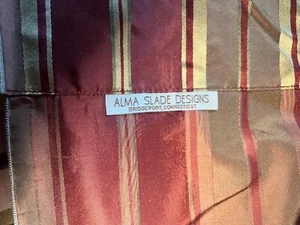 ALMA SLADE DESIGNS
BRIDGEPORT, CONNECTICUT